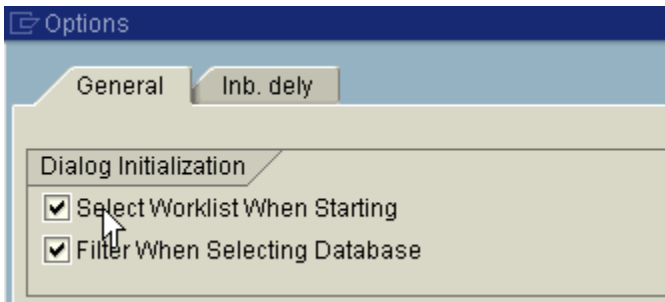 Options
General
Inb. dely
Dialog Initialization
Select Worklist When Starting
Filter When Selecting Database